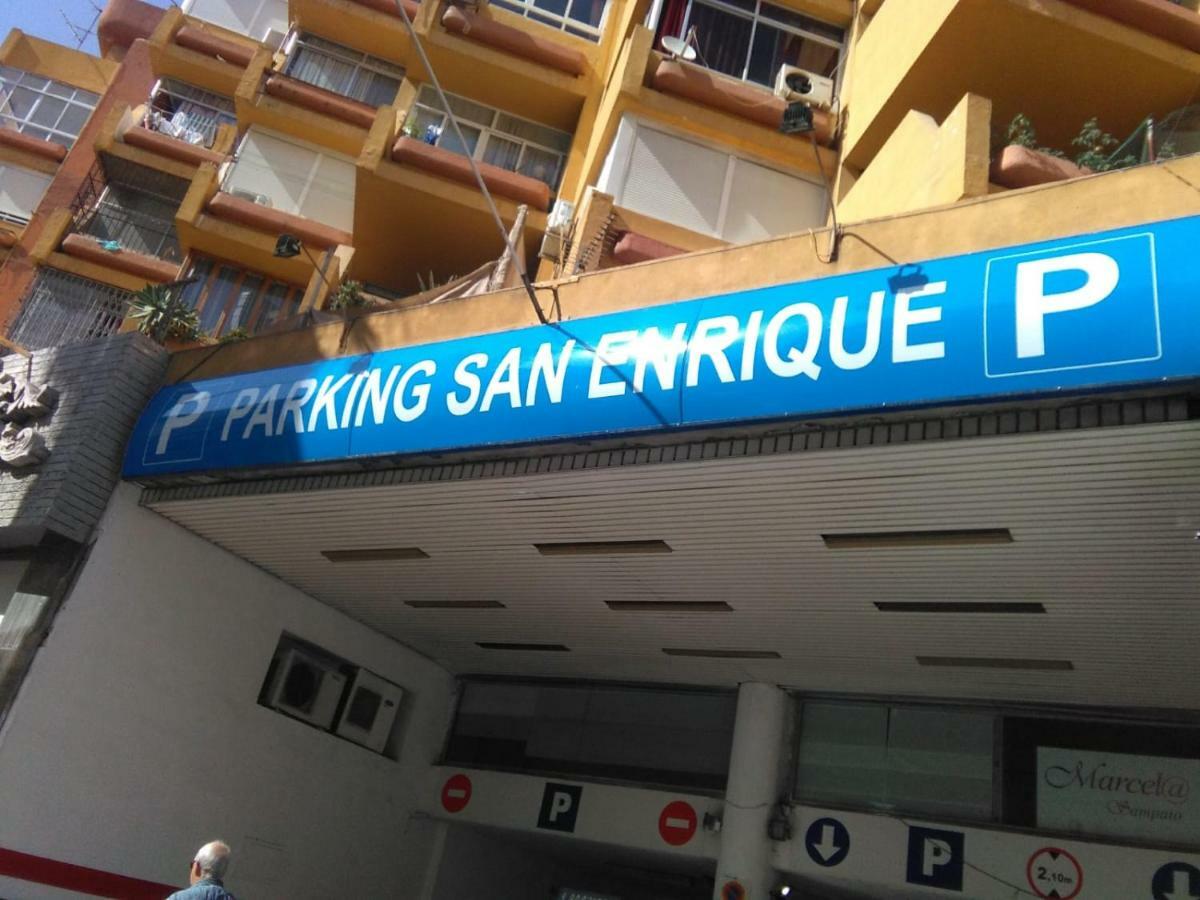 P PARKING SAN ENRIQUE P
Marcel@
Sampaio
P
P
2,10m